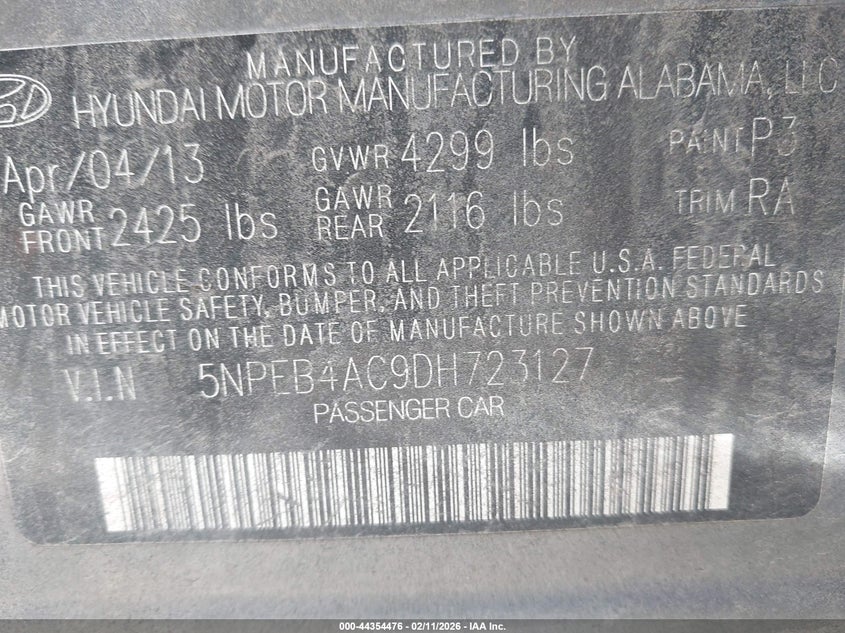 MANUFACTURED BY
HYUNDAI MOTOR MANUFACTURING ALABAMA, LLC
Apr/04/13 GVWR 4299 lbs PAINT P3
GAWR FRONT 2425 lbs GAWR REAR 2116 lbs TRIM RA
THIS VEHICLE CONFORMS TO ALL APPLICABLE U.S.A. FEDERAL
MOTOR VEHICLE SAFETY, BUMPER, AND THEFT PREVENTION STANDARDS
IN EFFECT ON THE DATE OF MANUFACTURE SHOWN ABOVE
V.I.N 5NPEB4AC9DH723127
PASSENGER CAR
000-44354476 - 02/11/2026 - IAA Inc.